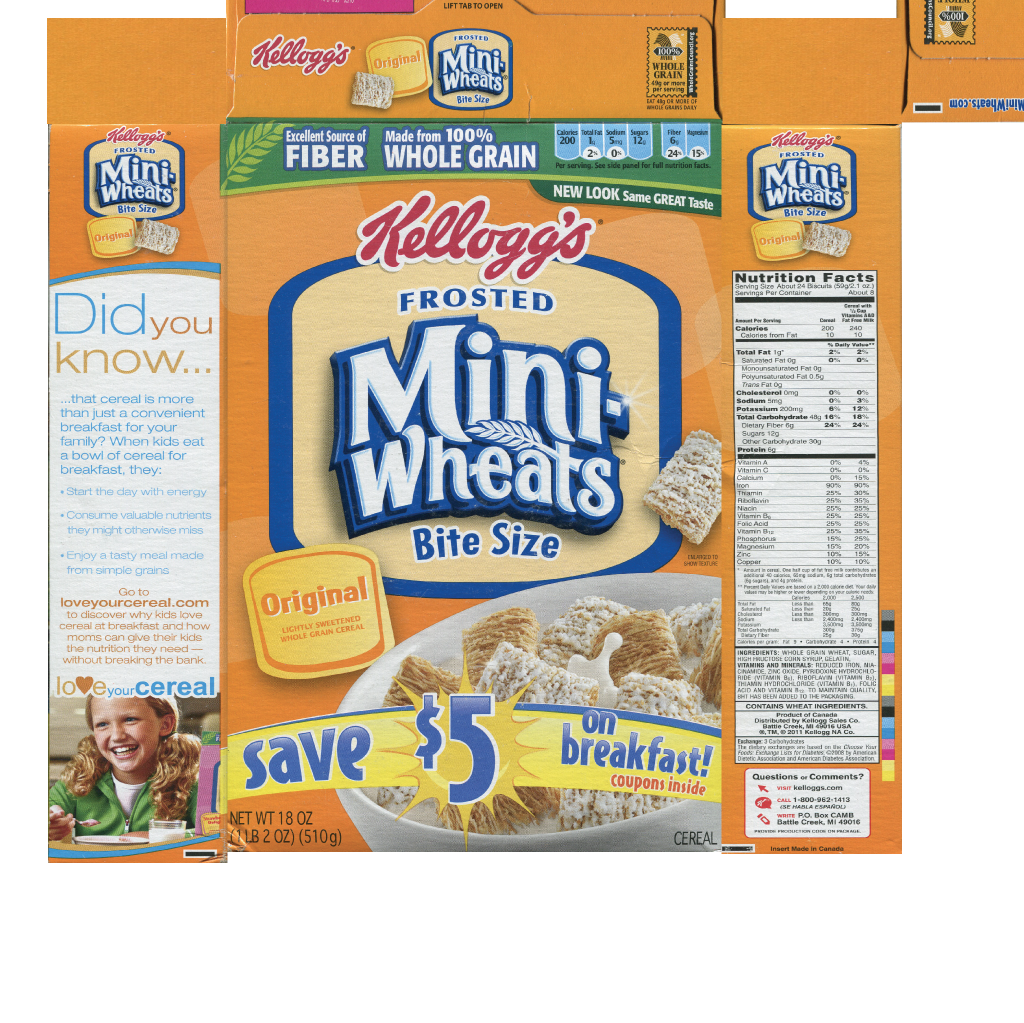 LIFT TAB TO OPEN
Kellogg's
Original
FROSTED
Mini-
Wheats
Bite Size
100%
WHOLE
GRAIN
49g or more
per serving
WholeGrainCouncil.org
EAT 48g OR MORE OF
WHOLE GRAINS DAILY
100%
MiniWheats.com
Kellogg's
FROSTED
Mini-
Wheats
Bite Size
Original
Did you
know...
...that cereal is more
than just a convenient
breakfast for your
family? When kids eat
a bowl of cereal for
breakfast, they:
• Start the day with energy
• Consume valuable nutrients
they might otherwise miss
• Enjoy a tasty meal made
from simple grains
Go to
loveyourcereal.com
to discover why kids love
cereal at breakfast and how
moms can give their kids
the nutrition they need —
without breaking the bank.
loveyourcereal
Excellent Source of
FIBER
Made from 100%
WHOLE GRAIN
Calories 200
Total Fat 1g 2%
Sodium 5mg 0%
Sugars 12g
Fiber 6g 24%
Magnesium 15%
Per serving. See side panel for full nutrition facts.
NEW LOOK Same GREAT Taste
Kellogg's®
FROSTED
Mini-
Wheats®
Bite Size
ENLARGED TO
SHOW TEXTURE
Original
LIGHTLY SWEETENED
WHOLE GRAIN CEREAL
save $5 on
breakfast!
coupons inside
NET WT 18 OZ
(1 LB 2 OZ) (510g)
CEREAL
Kellogg's
FROSTED
Mini-
Wheats
Bite Size
Original
Nutrition Facts
Serving Size About 24 Biscuits (59g/2.1 oz.)
Servings Per Container About 8
Amount Per Serving Cereal Cereal with ½ Cup Vitamins A&D Fat Free Milk
Calories 200 240
Calories from Fat 10 10
% Daily Value**
Total Fat 1g* 2% 2%
Saturated Fat 0g 0% 0%
Monounsaturated Fat 0g
Polyunsaturated Fat 0.5g
Trans Fat 0g
Cholesterol 0mg 0% 0%
Sodium 5mg 0% 3%
Potassium 200mg 6% 12%
Total Carbohydrate 48g 16% 18%
Dietary Fiber 6g 24% 24%
Sugars 12g
Other Carbohydrate 30g
Protein 6g
Vitamin A 0% 4%
Vitamin C 0% 0%
Calcium 0% 15%
Iron 90% 90%
Thiamin 25% 30%
Riboflavin 25% 35%
Niacin 25% 25%
Vitamin B6 25% 25%
Folic Acid 25% 25%
Vitamin B12 25% 35%
Phosphorus 15% 25%
Magnesium 15% 20%
Zinc 10% 15%
Copper 10% 10%
* Amount in cereal. One half cup of fat free milk contributes an
additional 40 calories, 65mg sodium, 6g total carbohydrates
(6g sugars), and 4g protein.
** Percent Daily Values are based on a 2,000 calorie diet. Your daily
values may be higher or lower depending on your calorie needs:
Calories 2,000 2,500
Total Fat Less than 65g 80g
Saturated Fat Less than 20g 25g
Cholesterol Less than 300mg 300mg
Sodium Less than 2,400mg 2,400mg
Potassium 3,500mg 3,500mg
Total Carbohydrate 300g 375g
Dietary Fiber 25g 30g
Calories per gram: Fat 9 • Carbohydrate 4 • Protein 4
INGREDIENTS: WHOLE GRAIN WHEAT, SUGAR,
HIGH FRUCTOSE CORN SYRUP, GELATIN,
VITAMINS AND MINERALS: REDUCED IRON, NIA-
CINAMIDE, ZINC OXIDE, PYRIDOXINE HYDROCHLO-
RIDE (VITAMIN B6), RIBOFLAVIN (VITAMIN B2),
THIAMIN HYDROCHLORIDE (VITAMIN B1), FOLIC
ACID AND VITAMIN B12. TO MAINTAIN QUALITY,
BHT HAS BEEN ADDED TO THE PACKAGING.
CONTAINS WHEAT INGREDIENTS.
Product of Canada
Distributed by Kellogg Sales Co.
Battle Creek, MI 49016 USA
®, TM, © 2011 Kellogg NA Co.
Exchange: 3 Carbohydrates
The dietary exchanges are based on the Choose Your
Foods: Exchange Lists for Diabetes, ©2008 by American
Dietetic Association and American Diabetes Association.
Questions or Comments?
VISIT kelloggs.com
CALL 1-800-962-1413
(SE HABLA ESPAÑOL)
WRITE P.O. Box CAMB
Battle Creek, MI 49016
PROVIDE PRODUCTION CODE ON PACKAGE.
Insert Made in Canada